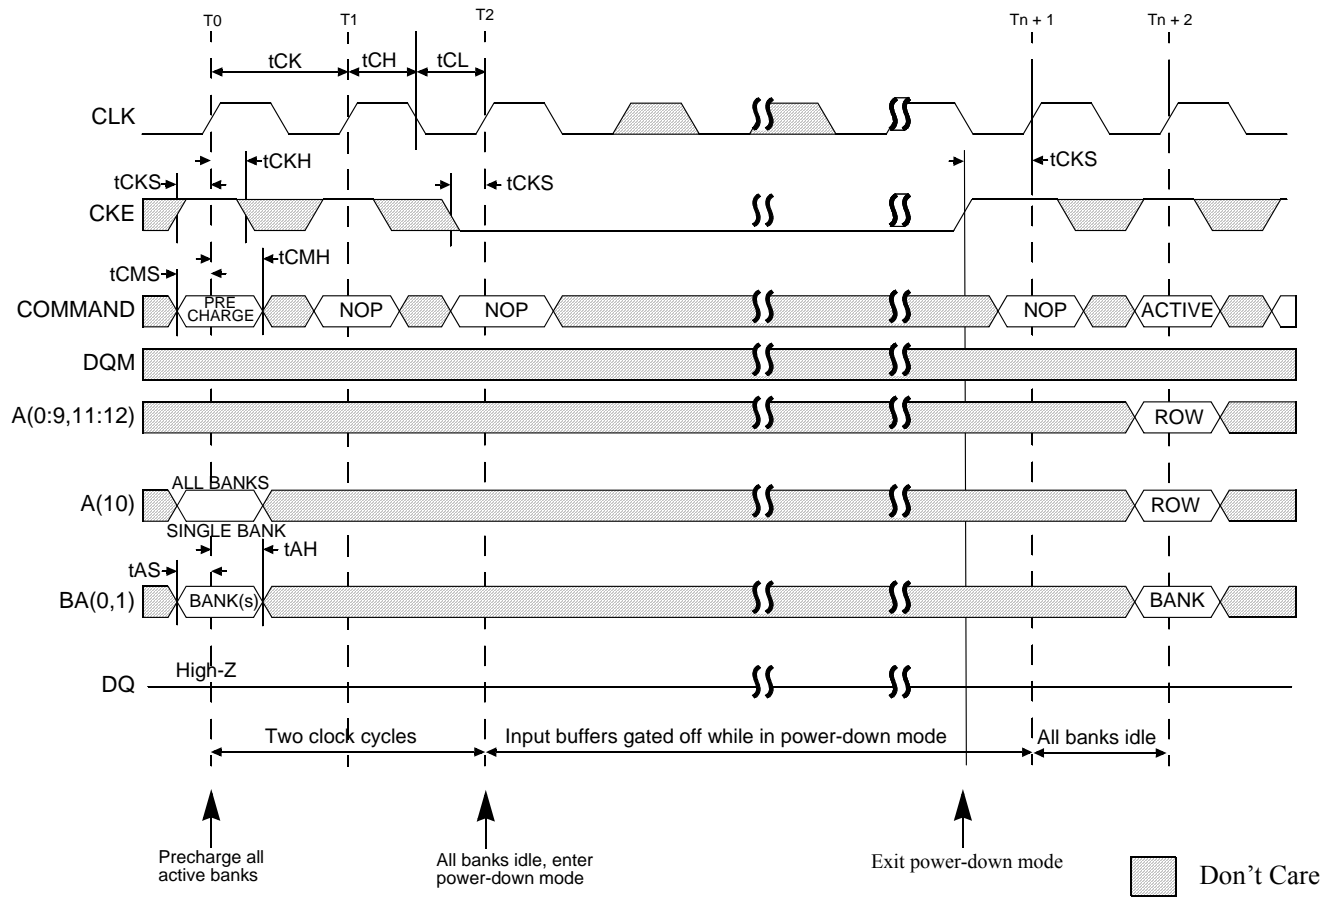 T0 T1 T2 Tn + 1 Tn + 2
tCK tCH tCL
CLK
tCKH tCKS
tCKS tCKS
CKE
tCMH
tCMS
COMMAND PRE CHARGE NOP NOP NOP ACTIVE
DQM
A(0:9,11:12) ROW
ALL BANKS
A(10) ROW
SINGLE BANK
tAH
tAS
BA(0,1) BANK(s) BANK
High-Z
DQ
Two clock cycles Input buffers gated off while in power-down mode All banks idle
Precharge all
active banks
All banks idle, enter
power-down mode
Exit power-down mode
Don't Care